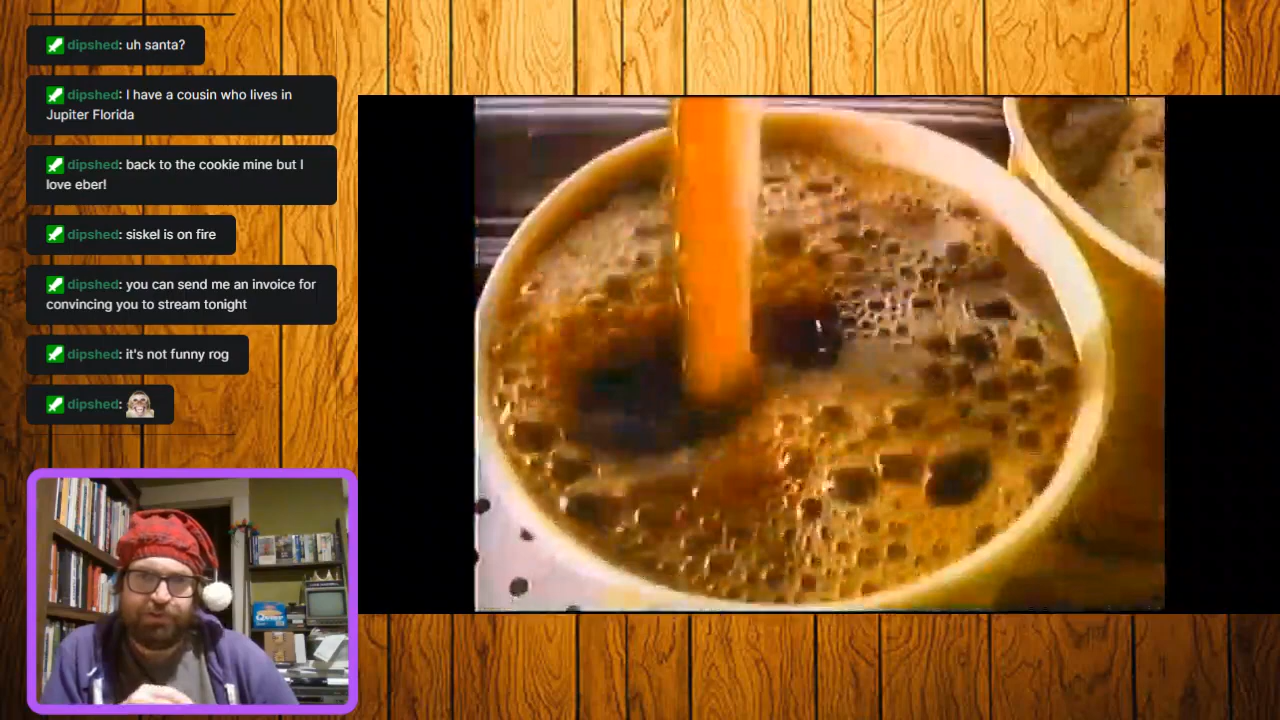 dipshed: uh santa?
dipshed: I have a cousin who lives in
Jupiter Florida
dipshed: back to the cookie mine but I
love eber!
dipshed: siskel is on fire
dipshed: you can send me an invoice for
convincing you to stream tonight
dipshed: it's not funny rog
dipshed: